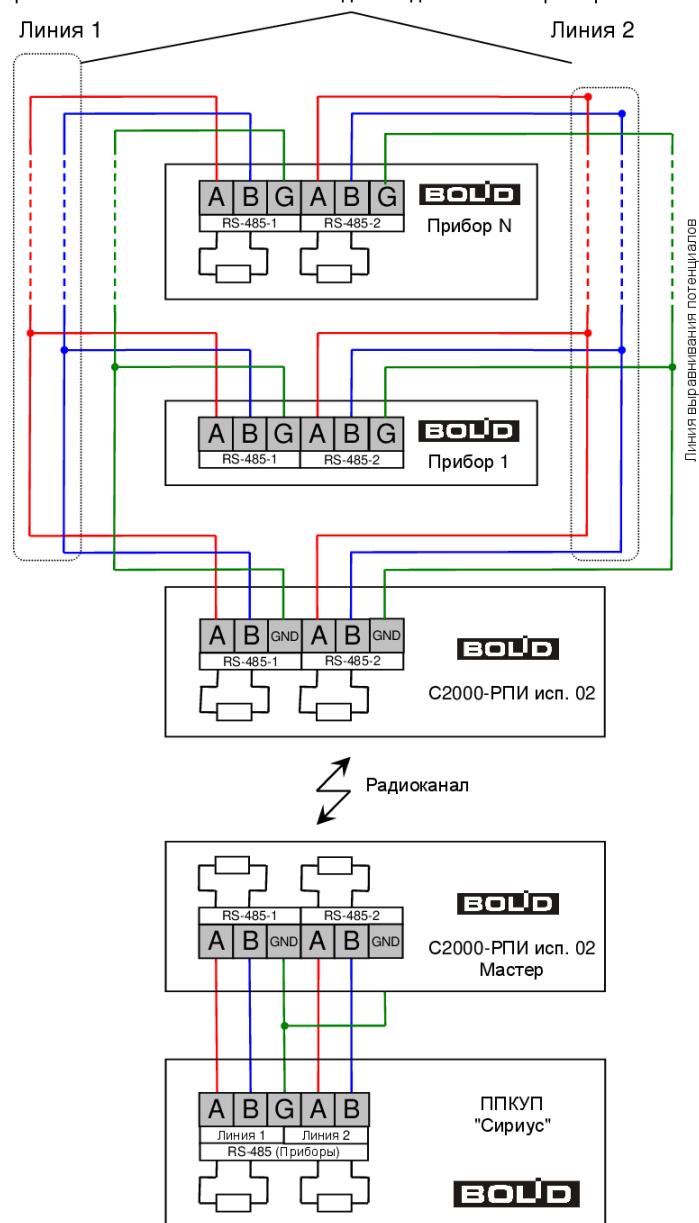 Линия 1
Линия 2
A B G A B G
RS-485-1 RS-485-2
BOLID
Прибор N
Линия выравнивания потенциалов
A B G A B G
RS-485-1 RS-485-2
BOLID
Прибор 1
A B GND A B GND
RS-485-1 RS-485-2
BOLID
С2000-РПИ исп. 02
Радиоканал
RS-485-1 RS-485-2
A B GND A B GND
BOLID
С2000-РПИ исп. 02
Мастер
A B G A B
Линия 1 Линия 2
RS-485 (Приборы)
ППКУП
"Сириус"
BOLID